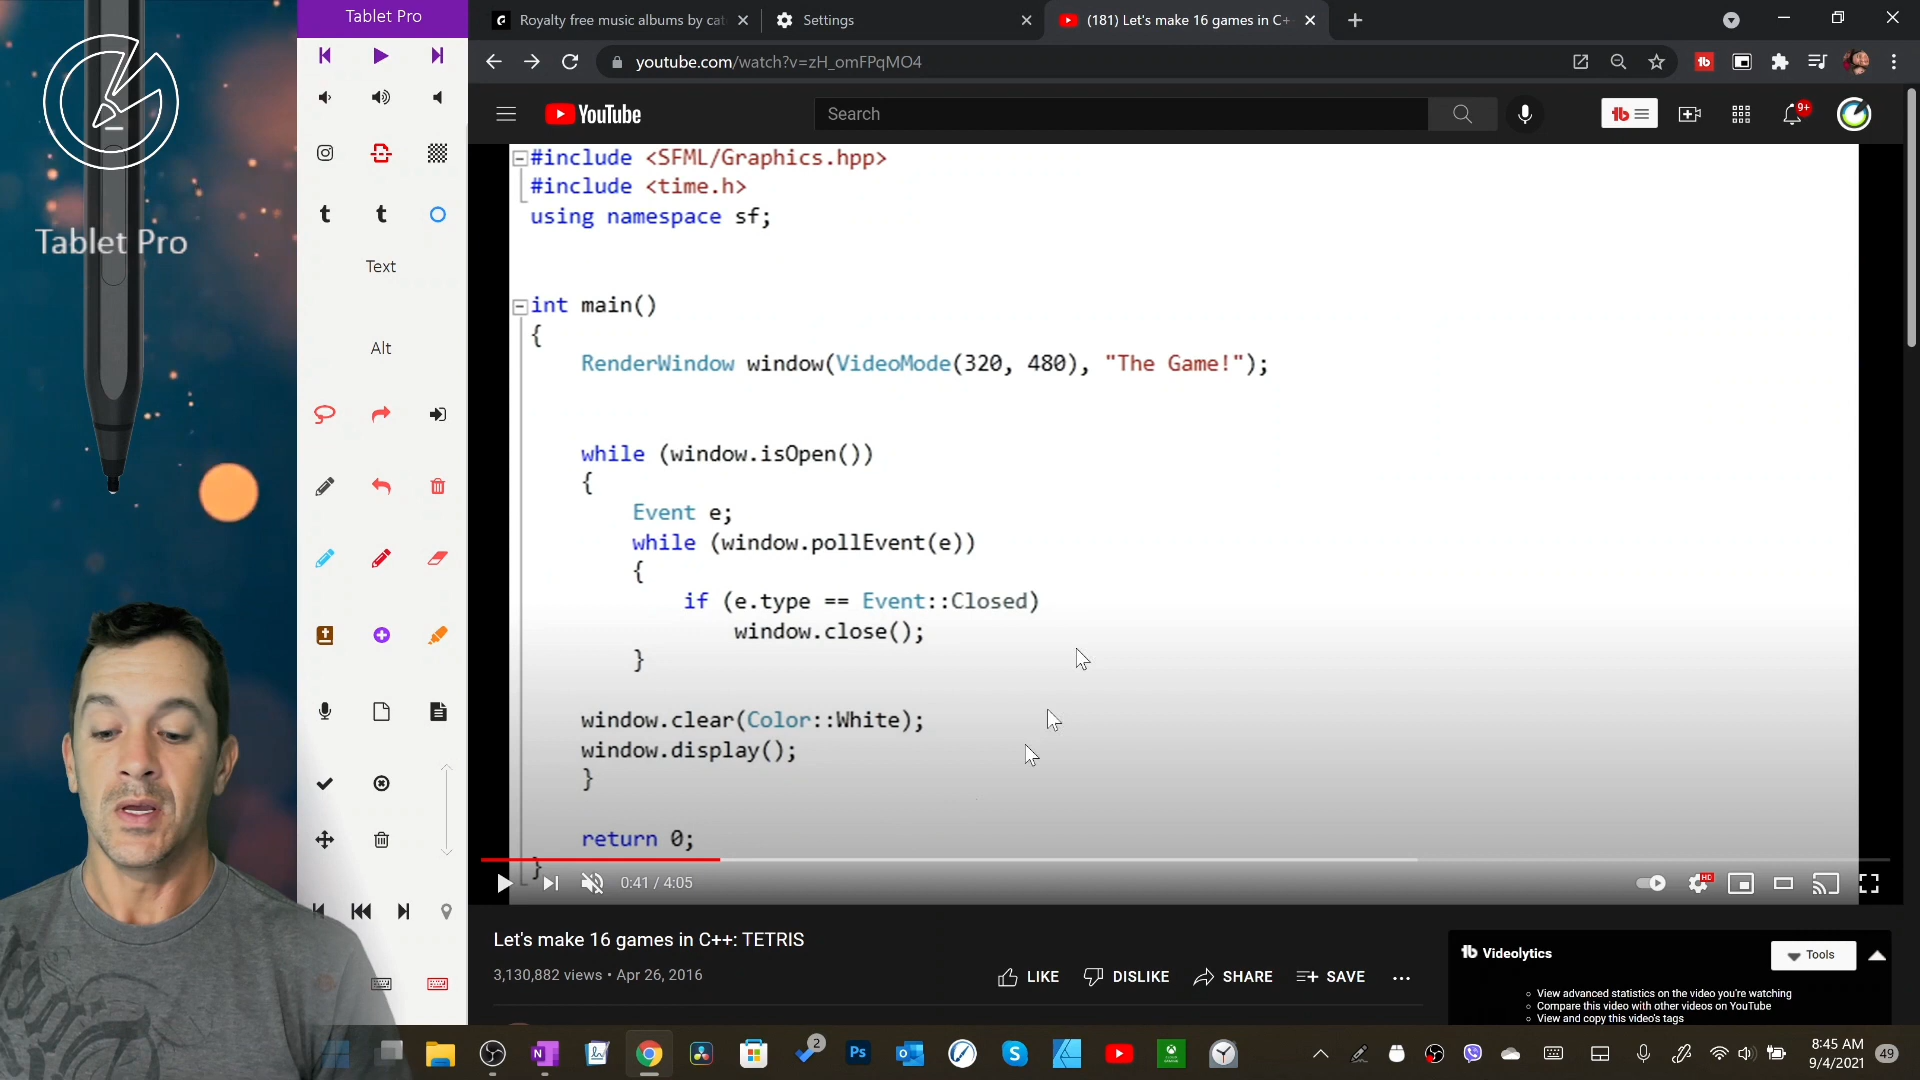 Tablet Pro
Tablet Pro
Text
Alt
Royalty free music albums by cat
Settings
(181) Let's make 16 games in C+
youtube.com/watch?v=zH_omFPqMO4
YouTube
Search
9+
#include <SFML/Graphics.hpp>
#include <time.h>
using namespace sf;
int main()
{
RenderWindow window(VideoMode(320, 480), "The Game!");
while (window.isOpen())
{
Event e;
while (window.pollEvent(e))
{
if (e.type == Event::Closed)
window.close();
}
window.clear(Color::White);
window.display();
}
return 0;
}
0:41 / 4:05
HD
Let's make 16 games in C++: TETRIS
3,130,882 views • Apr 26, 2016
LIKE
DISLIKE
SHARE
SAVE
Videolytics
Tools
View advanced statistics on the video you're watching
Compare this video with other videos on YouTube
View and copy this video's tags
2
Ps
8:45 AM
9/4/2021
49